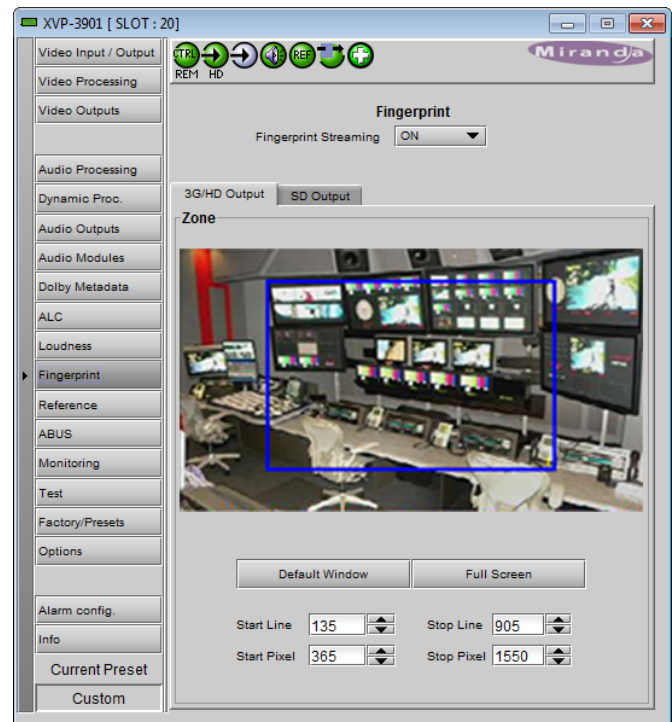 XVP-3901 [ SLOT : 20]
Video Input / Output
Video Processing
Video Outputs
Audio Processing
Dynamic Proc.
Audio Outputs
Audio Modules
Dolby Metadata
ALC
Loudness
Fingerprint
Reference
ABUS
Monitoring
Test
Factory/Presets
Options
Alarm config.
Info
Current Preset
Custom
CTRL
REF
REM HD
Miranda
Fingerprint
Fingerprint Streaming ON
3G/HD Output SD Output
Zone
Default Window Full Screen
Start Line 135 Stop Line 905
Start Pixel 365 Stop Pixel 1550